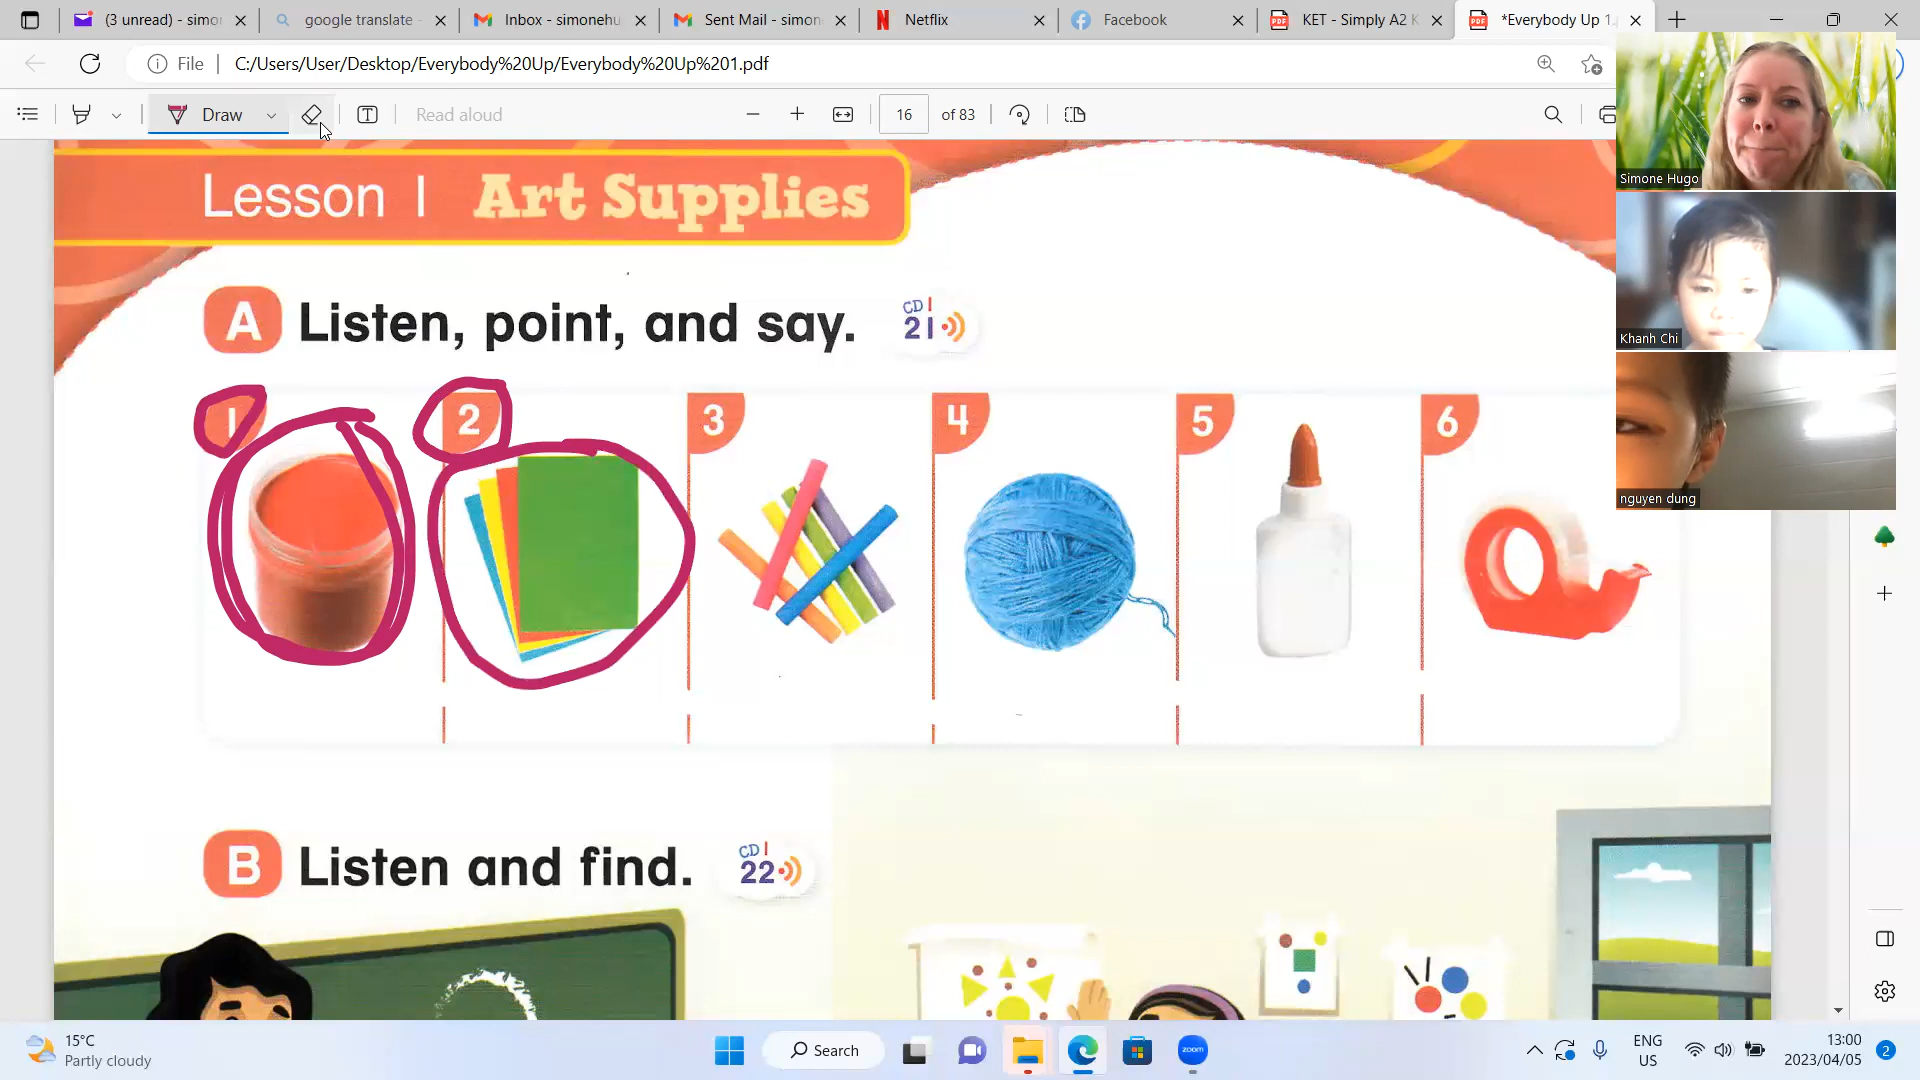 (3 unread) - simo
google translate -
Inbox - simonehu
Sent Mail - simon
Netflix
Facebook
KET - Simply A2 K
*Everybody Up 1.
File
C:/Users/User/Desktop/Everybody%20Up/Everybody%20Up%201.pdf
Draw
Read aloud
16
of 83
Lesson 1 Art Supplies
A Listen, point, and say.
CD 1
21
1
2
3
4
5
6
B Listen and find.
CD 1
22
Simone Hugo
Khanh Chi
nguyen dung
15°C
Partly cloudy
Search
zoom
ENG
US
13:00
2023/04/05
2